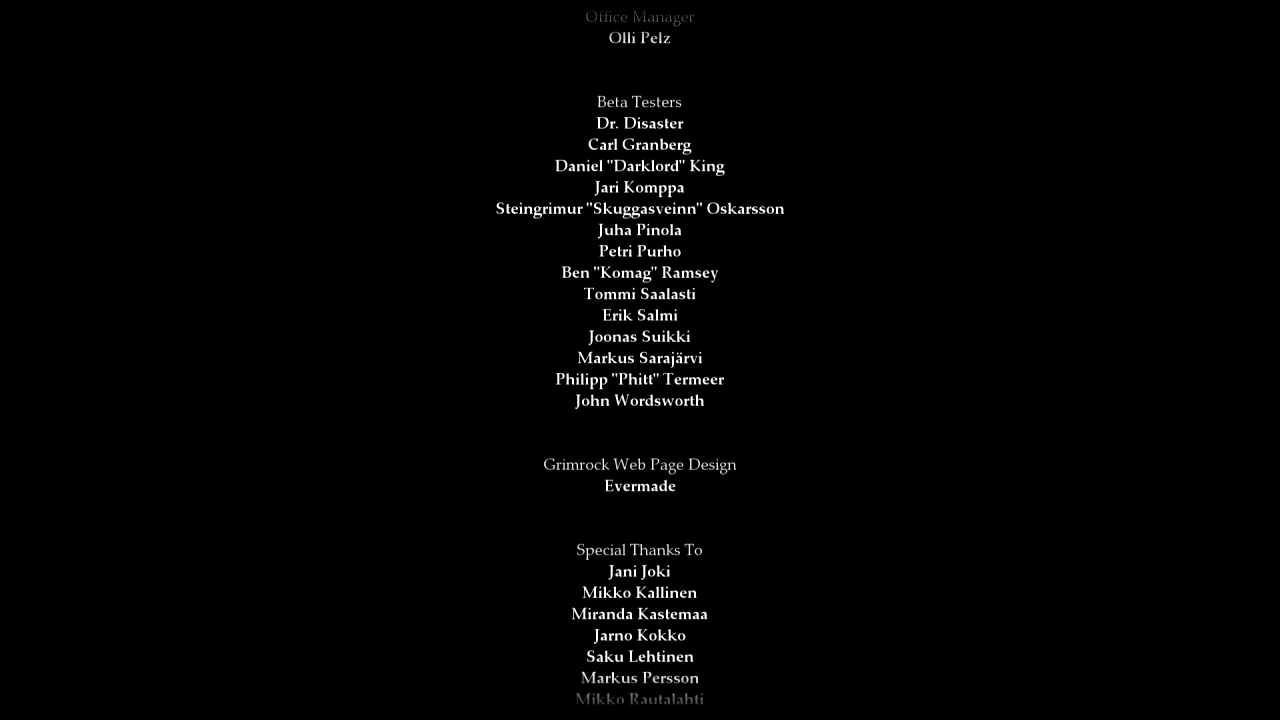 Office Manager
Olli Pelz
Beta Testers
Dr. Disaster
Carl Granberg
Daniel "Darklord" King
Jari Komppa
Steingrimur "Skuggasveinn" Oskarsson
Juha Pinola
Petri Purho
Ben "Komag" Ramsey
Tommi Saalasti
Erik Salmi
Joonas Suikki
Markus Sarajärvi
Philipp "Phitt" Termeer
John Wordsworth
Grimrock Web Page Design
Evermade
Special Thanks To
Jani Joki
Mikko Kallinen
Miranda Kastemaa
Jarno Kokko
Saku Lehtinen
Markus Persson
Mikko Rautalahti